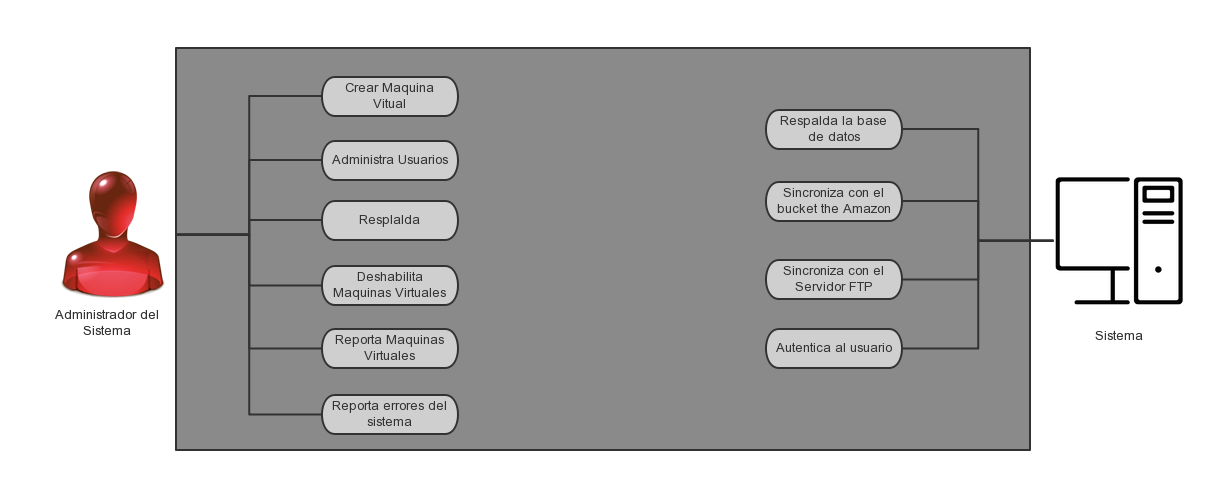 Crear Maquina
Vitual
Administra Usuarios
Resplalda
Deshabilita
Maquinas Virtuales
Reporta Maquinas
Virtuales
Reporta errores del
sistema
Administrador del
Sistema
Respalda la base
de datos
Sincroniza con el
bucket the Amazon
Sincroniza con el
Servidor FTP
Autentica al usuario
Sistema